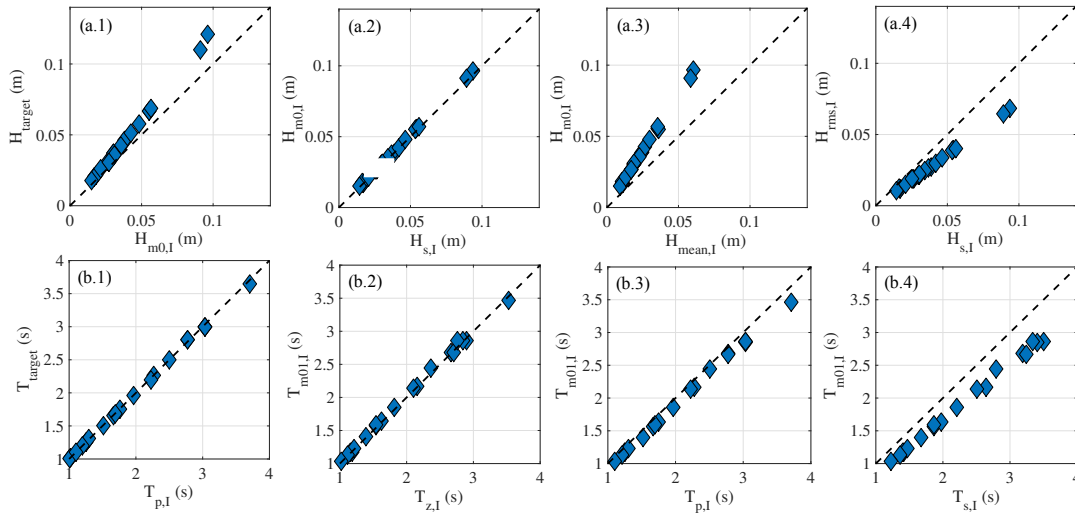 (a.1)
H_target (m)
0.1
0.05
0
0 0.05 0.1
H_m0,I (m)
(a.2)
H_m0,I (m)
0.1
0.05
0
0 0.05 0.1
H_s,I (m)
(a.3)
H_m0,I (m)
0.1
0.05
0
0 0.05 0.1
H_mean,I (m)
(a.4)
H_rms,I (m)
0.1
0.05
0
0 0.05 0.1
H_s,I (m)
(b.1)
T_target (s)
4
3.5
3
2.5
2
1.5
1
1 2 3 4
T_p,I (s)
(b.2)
T_m01,I (s)
4
3.5
3
2.5
2
1.5
1
1 2 3 4
T_z,I (s)
(b.3)
T_m01,I (s)
4
3.5
3
2.5
2
1.5
1
1 2 3 4
T_p,I (s)
(b.4)
T_m01,I (s)
4
3.5
3
2.5
2
1.5
1
1 2 3 4
T_s,I (s)